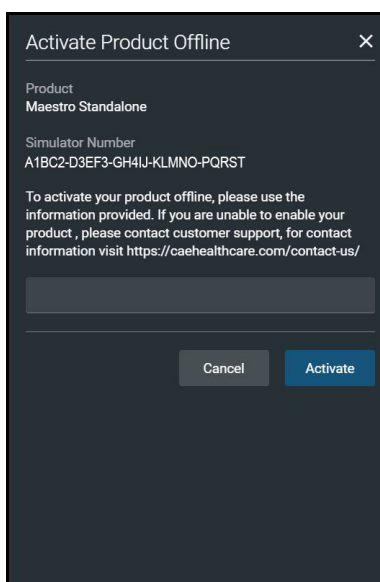 Activate Product Offline
Product
Maestro Standalone
Simulator Number
A1BC2-D3EF3-GH4IJ-KLMNO-PQRST
To activate your product offline, please use the
information provided. If you are unable to enable your
product , please contact customer support, for contact
information visit https://caehealthcare.com/contact-us/
Cancel Activate